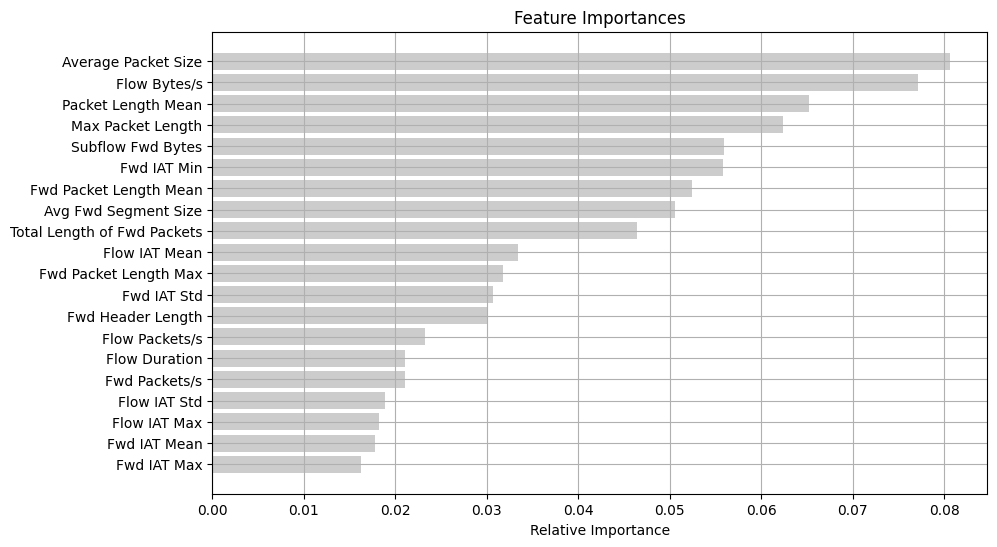 Feature Importances
Average Packet Size
Flow Bytes/s
Packet Length Mean
Max Packet Length
Subflow Fwd Bytes
Fwd IAT Min
Fwd Packet Length Mean
Avg Fwd Segment Size
Total Length of Fwd Packets
Flow IAT Mean
Fwd Packet Length Max
Fwd IAT Std
Fwd Header Length
Flow Packets/s
Flow Duration
Fwd Packets/s
Flow IAT Std
Flow IAT Max
Fwd IAT Mean
Fwd IAT Max
0.00 0.01 0.02 0.03 0.04 0.05 0.06 0.07 0.08
Relative Importance